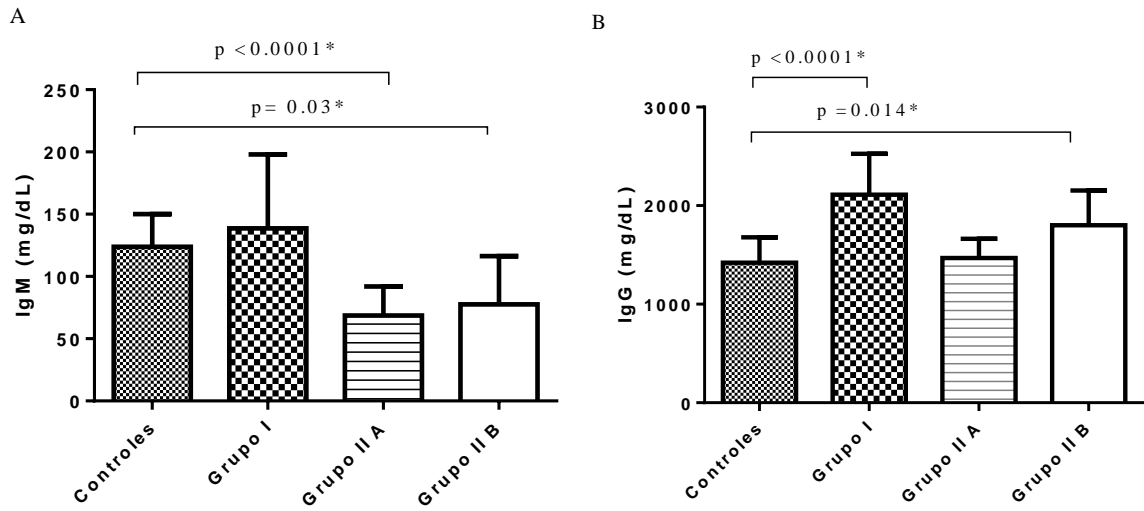 A
p <0.0001*
p= 0.03*
IgM (mg/dL)
250
200
150
100
50
0
Controles
Grupo I
Grupo II A
Grupo II B
B
p <0.0001*
p =0.014*
IgG (mg/dL)
3000
2000
1000
0
Controles
Grupo I
Grupo II A
Grupo II B